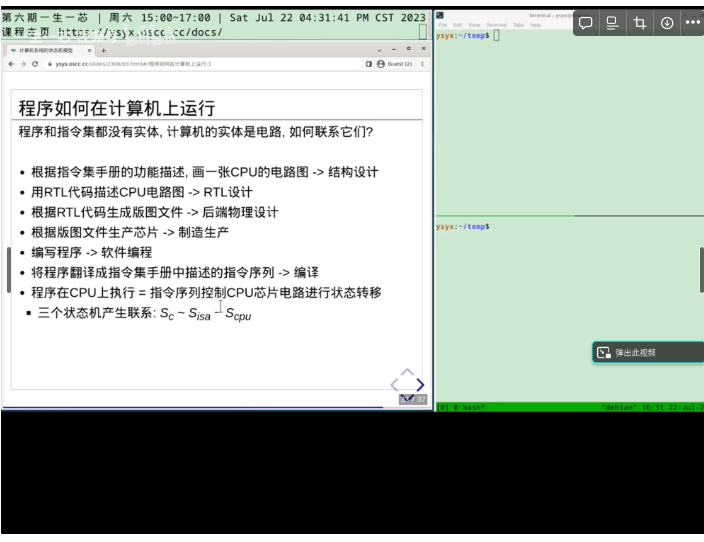 第六期一生一芯 | 周六 15:00~17:00 | Sat Jul 22 04:31:41 PM CST 2023
课程主页 https://ysyx.oscc.cc/docs/
计算机系统的状态机模型
ysyx.oscc.cc/slides/2306/03.html#/程序如何在计算机上运行-1
Guest (2)
程序如何在计算机上运行
程序和指令集都没有实体, 计算机的实体是电路, 如何联系它们?
根据指令集手册的功能描述, 画一张CPU的电路图 -> 结构设计
用RTL代码描述CPU电路图 -> RTL设计
根据RTL代码生成版图文件 -> 后端物理设计
根据版图文件生产芯片 -> 制造生产
编写程序 -> 软件编程
将程序翻译成指令集手册中描述的指令序列 -> 编译
程序在CPU上执行 = 指令序列控制CPU芯片电路进行状态转移
三个状态机产生联系: S_c ~ S_isa ~ S_cpu
37
Terminal - ysyx@
File Edit View Terminal Tabs Help
ysyx:~/temp$
ysyx:~/temp$
弹出此视频
[0] 0:bash*
"debian" 16:31 22-Jul-2